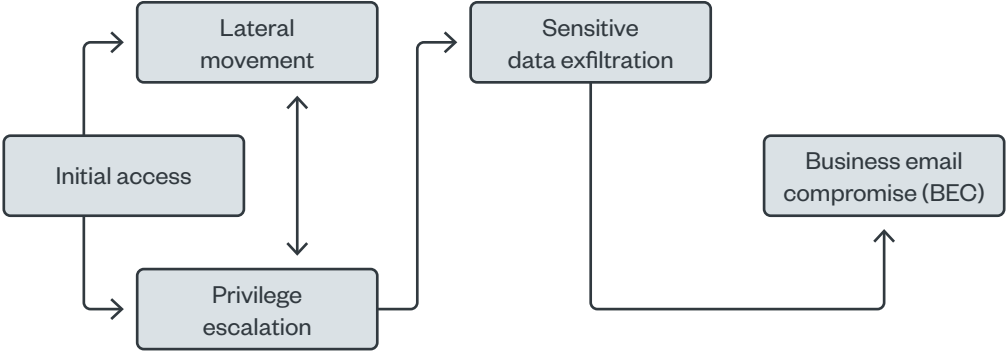 Lateral
movement
Sensitive
data exfiltration
Initial access
Business email
compromise (BEC)
Privilege
escalation